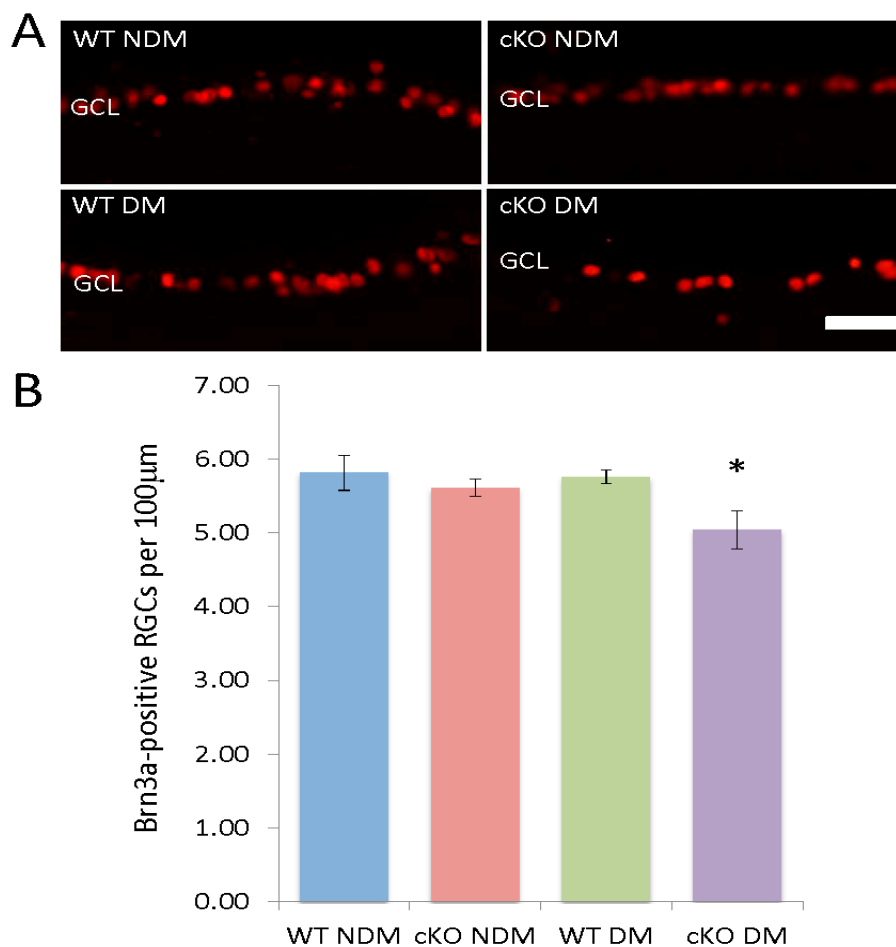 A
WT NDM
GCL
cKO NDM
GCL
WT DM
GCL
cKO DM
GCL
B
Brn3a-positive RGCs per 100µm
7.00
6.00
5.00
4.00
3.00
2.00
1.00
0.00
*
WT NDM
cKO NDM
WT DM
cKO DM